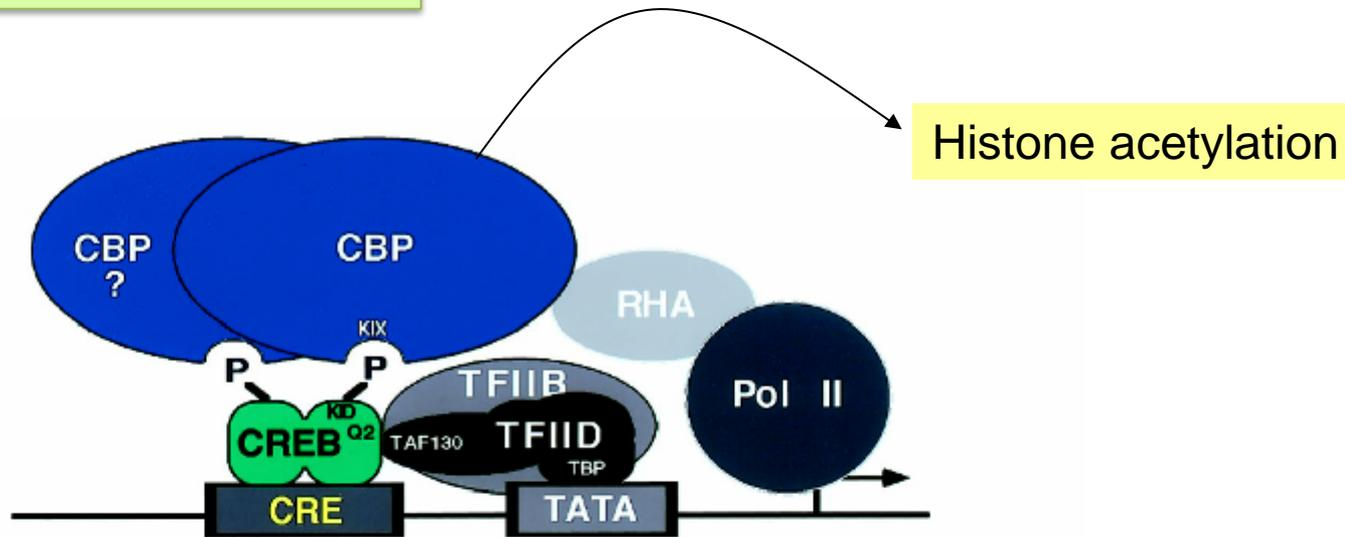 Histone acetylation
CBP
?
CBP
KIX
RHA
P
P
TFIIB
Pol II
KID
CREB
Q2
TAF130
TFIID
TBP
CRE
TATA